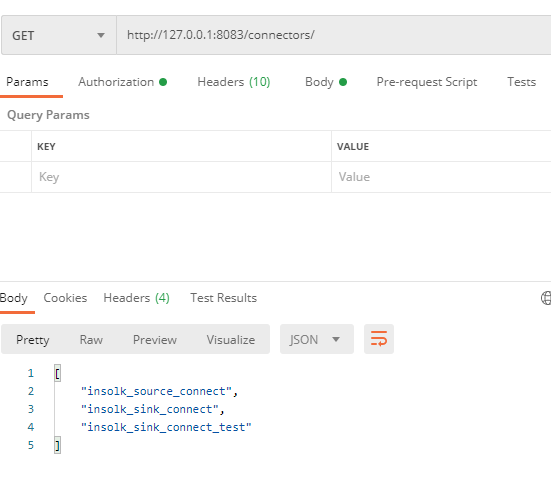 GET http://127.0.0.1:8083/connectors/
Params Authorization Headers (10) Body Pre-request Script Tests
Query Params
KEY VALUE
Key Value
Body Cookies Headers (4) Test Results
Pretty Raw Preview Visualize JSON
1 [
2 "insolk_source_connect",
3 "insolk_sink_connect",
4 "insolk_sink_connect_test"
5 ]